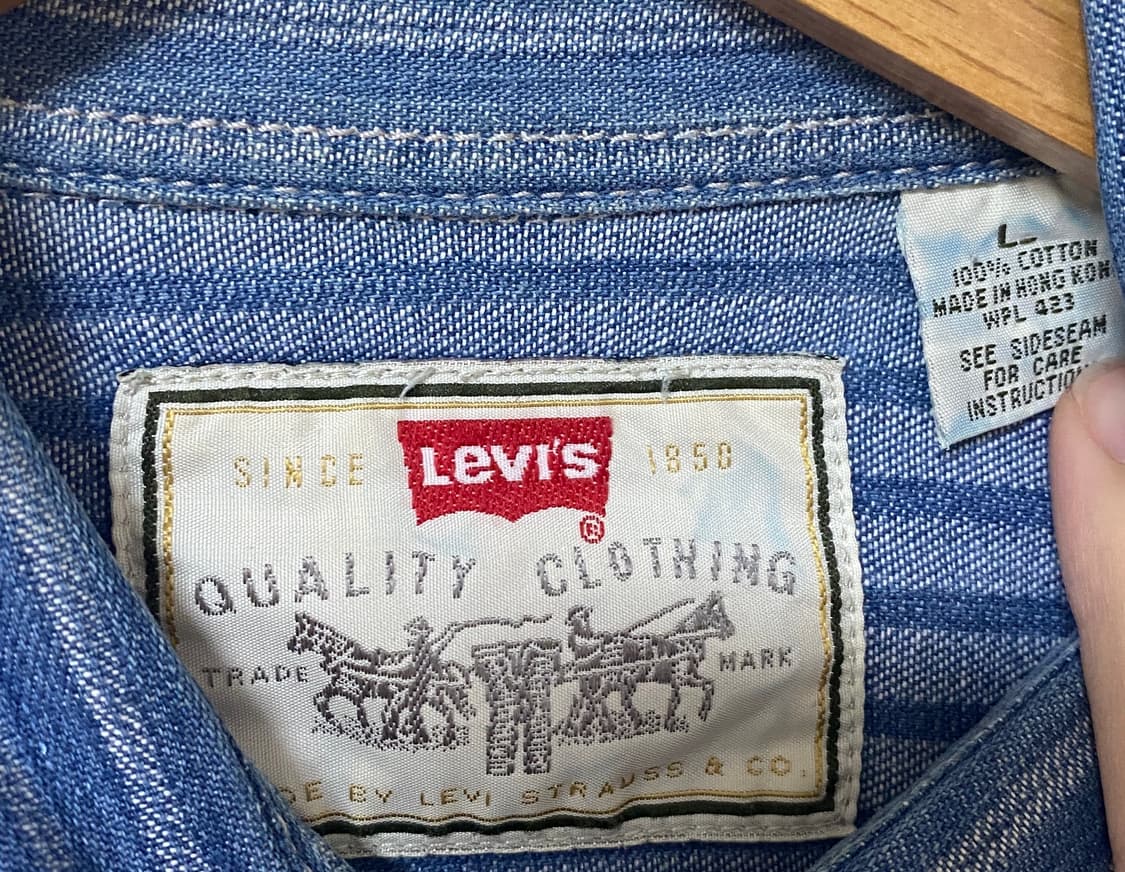 L
100% COTTON
MADE IN HONG KON
WPL 423
SEE SIDESEAM
FOR CARE
INSTRUCTION
SINCE LEVI'S 1850
®
QUALITY CLOTHING
TRADE MARK
DE BY LEVI STRAUSS & CO.